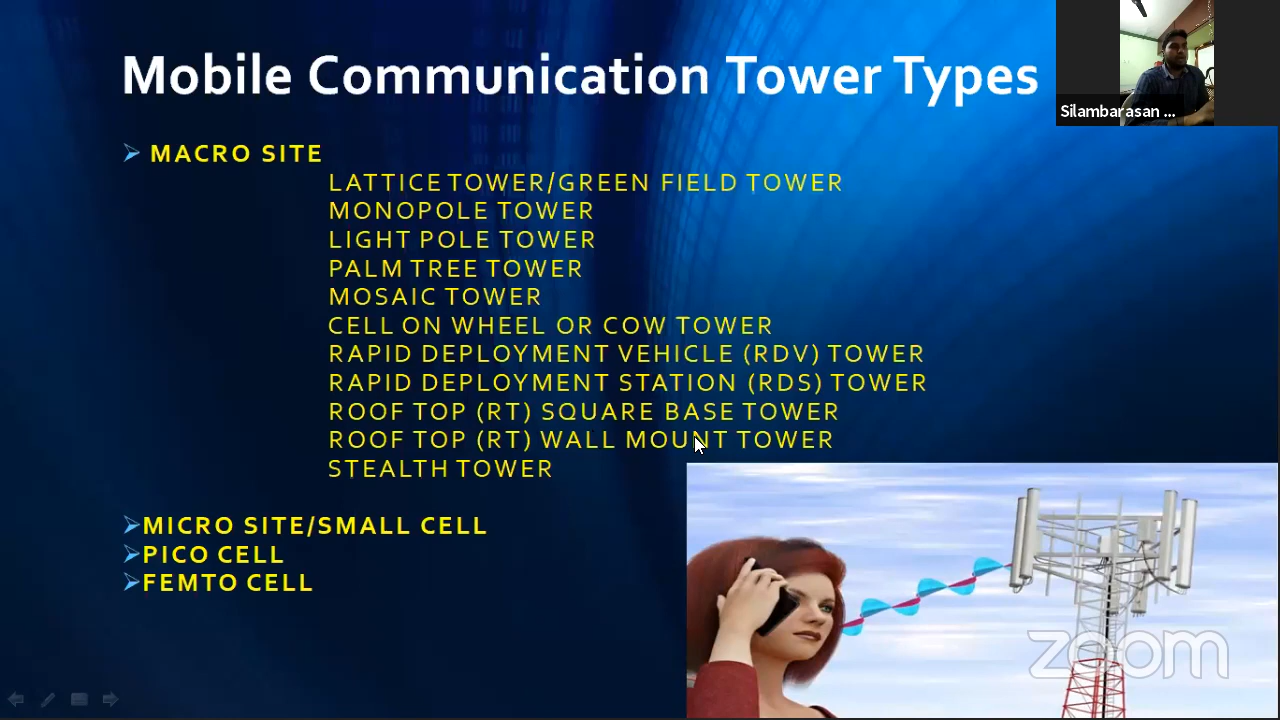 Mobile Communication Tower Types
Silambarasan ...
MACRO SITE
LATTICE TOWER/GREEN FIELD TOWER
MONOPOLE TOWER
LIGHT POLE TOWER
PALM TREE TOWER
MOSAIC TOWER
CELL ON WHEEL OR COW TOWER
RAPID DEPLOYMENT VEHICLE (RDV) TOWER
RAPID DEPLOYMENT STATION (RDS) TOWER
ROOF TOP (RT) SQUARE BASE TOWER
ROOF TOP (RT) WALL MOUNT TOWER
STEALTH TOWER
MICRO SITE/SMALL CELL
PICO CELL
FEMTO CELL
zoom